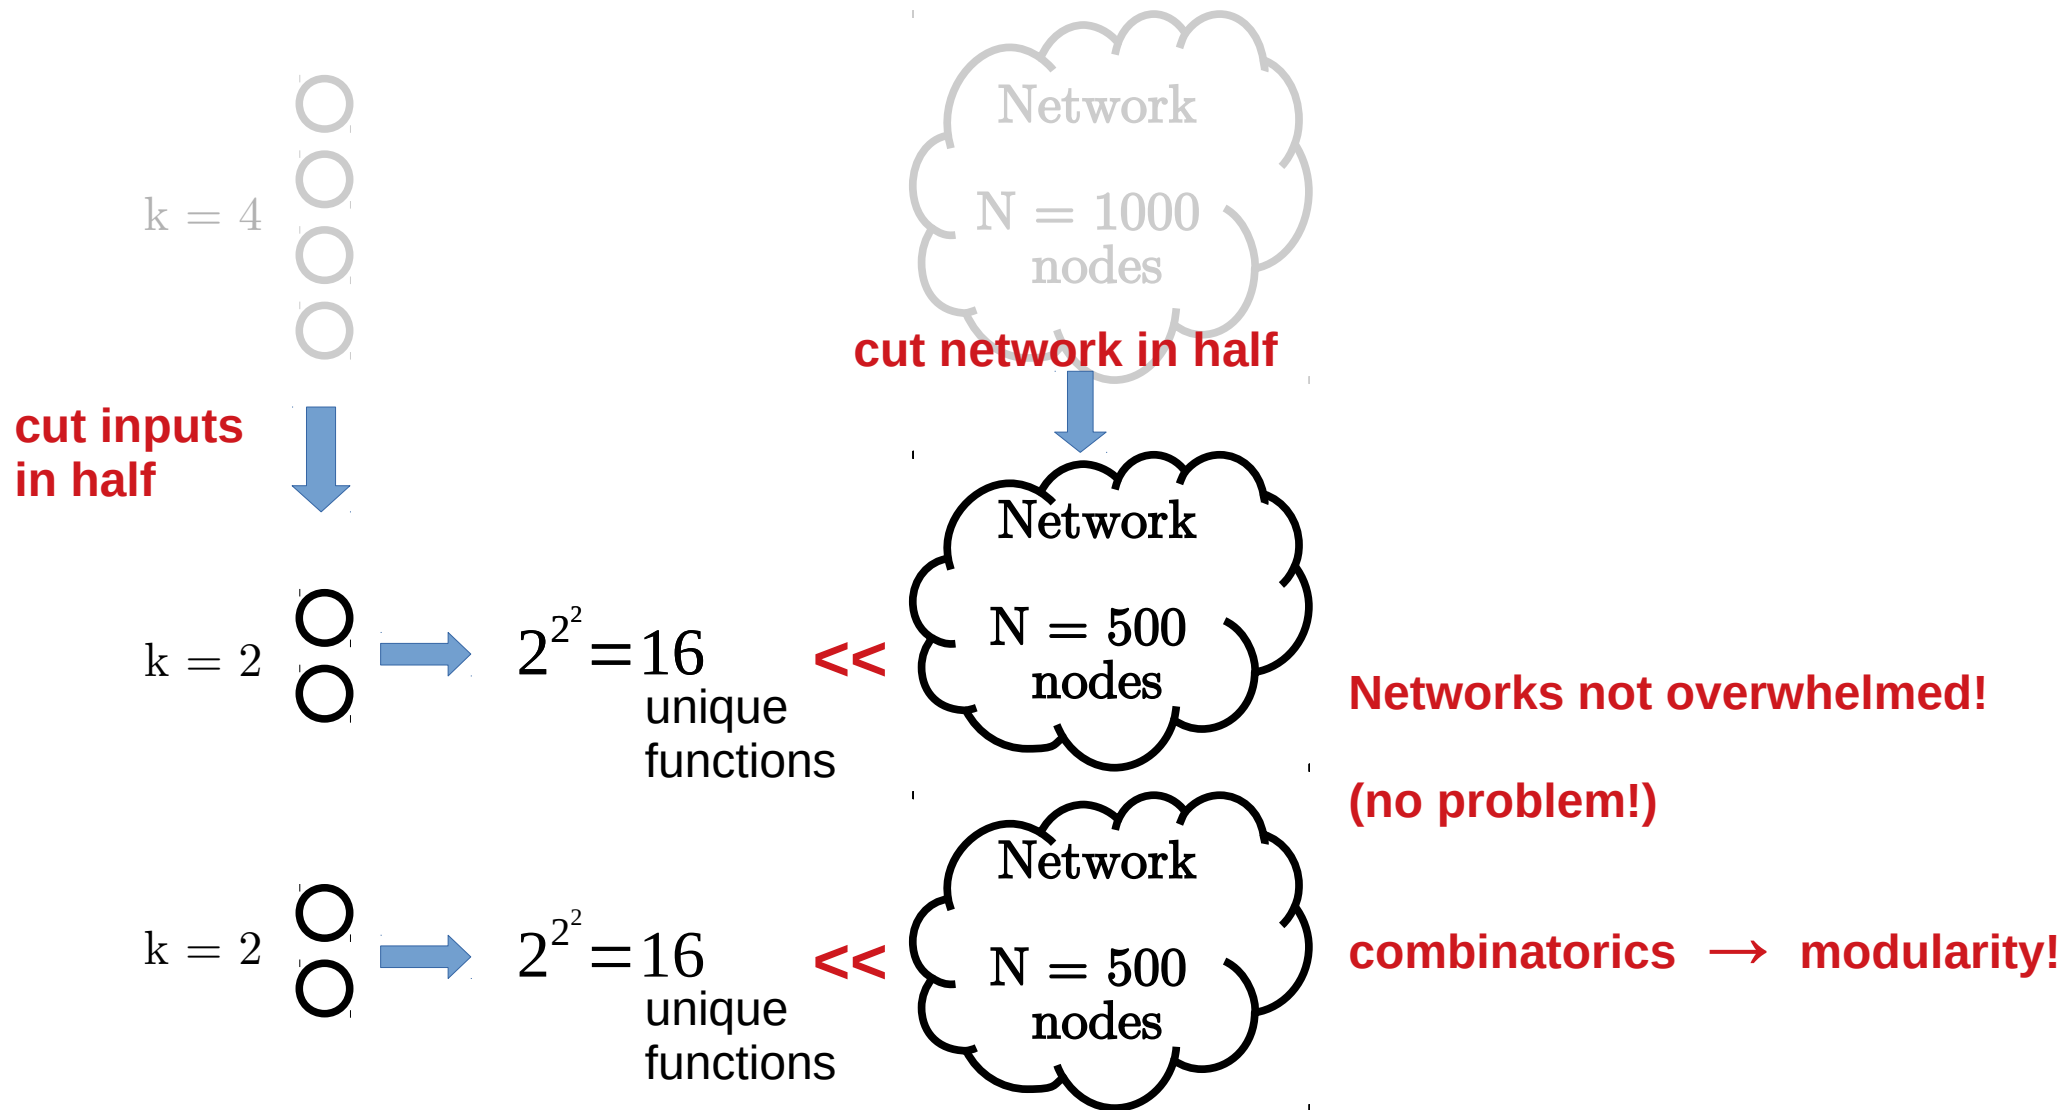 Network
k = 4
N = 1000
nodes
cut network in half
cut inputs
in half
Network
k = 2
2^{2^2} = 16
unique
functions
<<
N = 500
nodes
Networks not overwhelmed!
(no problem!)
Network
k = 2
2^{2^2} = 16
unique
functions
<<
N = 500
nodes
combinatorics → modularity!